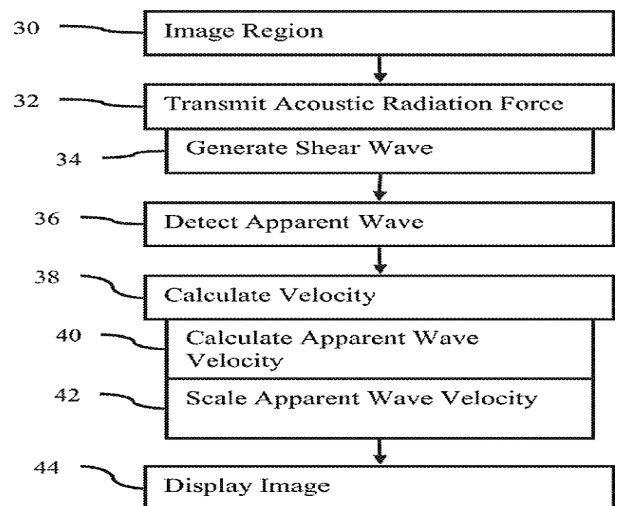 30 Image Region
32 Transmit Acoustic Radiation Force
34 Generate Shear Wave
36 Detect Apparent Wave
38 Calculate Velocity
40 Calculate Apparent Wave
Velocity
42 Scale Apparent Wave Velocity
44 Display Image